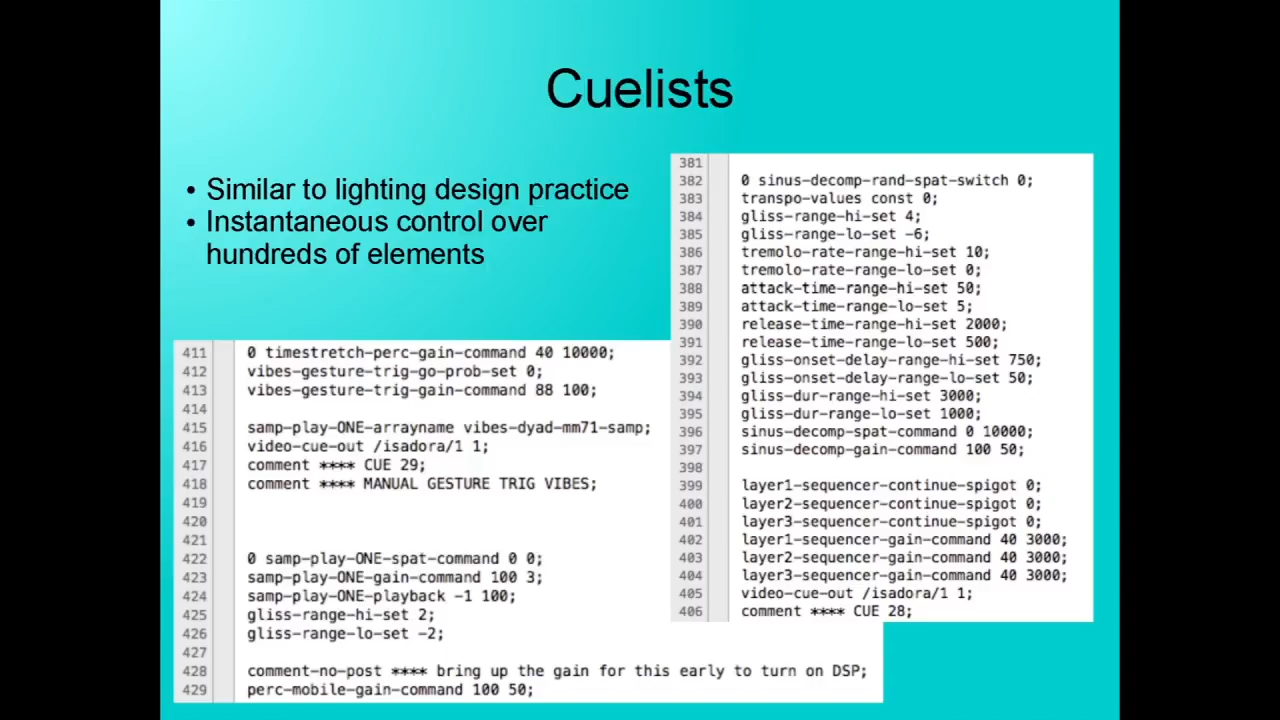 Cuelists
• Similar to lighting design practice
• Instantaneous control over
hundreds of elements
381
382 0 sinus-decomp-rand-spat-switch 0;
383 transpo-values const 0;
384 gliss-range-hi-set 4;
385 gliss-range-lo-set -6;
386 tremolo-rate-range-hi-set 10;
387 tremolo-rate-range-lo-set 0;
388 attack-time-range-hi-set 50;
389 attack-time-range-lo-set 5;
390 release-time-range-hi-set 2000;
391 release-time-range-lo-set 500;
392 gliss-onset-delay-range-hi-set 750;
393 gliss-onset-delay-range-lo-set 50;
394 gliss-dur-range-hi-set 3000;
395 gliss-dur-range-lo-set 1000;
396 sinus-decomp-spat-command 0 10000;
397 sinus-decomp-gain-command 100 50;
398
399 layer1-sequencer-continue-spigot 0;
400 layer2-sequencer-continue-spigot 0;
401 layer3-sequencer-continue-spigot 0;
402 layer1-sequencer-gain-command 40 3000;
403 layer2-sequencer-gain-command 40 3000;
404 layer3-sequencer-gain-command 40 3000;
405 video-cue-out /isadora/1 1;
406 comment **** CUE 28;
411 0 timestretch-perc-gain-command 40 10000;
412 vibes-gesture-trig-go-prob-set 0;
413 vibes-gesture-trig-gain-command 88 100;
414
415 samp-play-ONE-arrayname vibes-dyad-mm71-samp;
416 video-cue-out /isadora/1 1;
417 comment **** CUE 29;
418 comment **** MANUAL GESTURE TRIG VIBES;
419
420
421
422 0 samp-play-ONE-spat-command 0 0;
423 samp-play-ONE-gain-command 100 3;
424 samp-play-ONE-playback -1 100;
425 gliss-range-hi-set 2;
426 gliss-range-lo-set -2;
427
428 comment-no-post **** bring up the gain for this early to turn on DSP;
429 perc-mobile-gain-command 100 50;